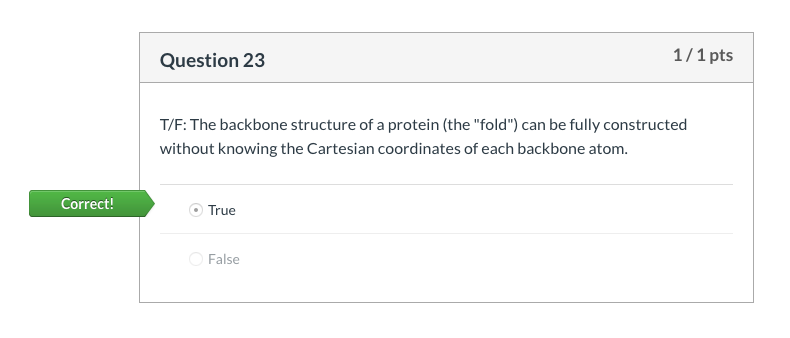 Question 23
1 / 1 pts
T/F: The backbone structure of a protein (the "fold") can be fully constructed
without knowing the Cartesian coordinates of each backbone atom.
Correct!
True
False